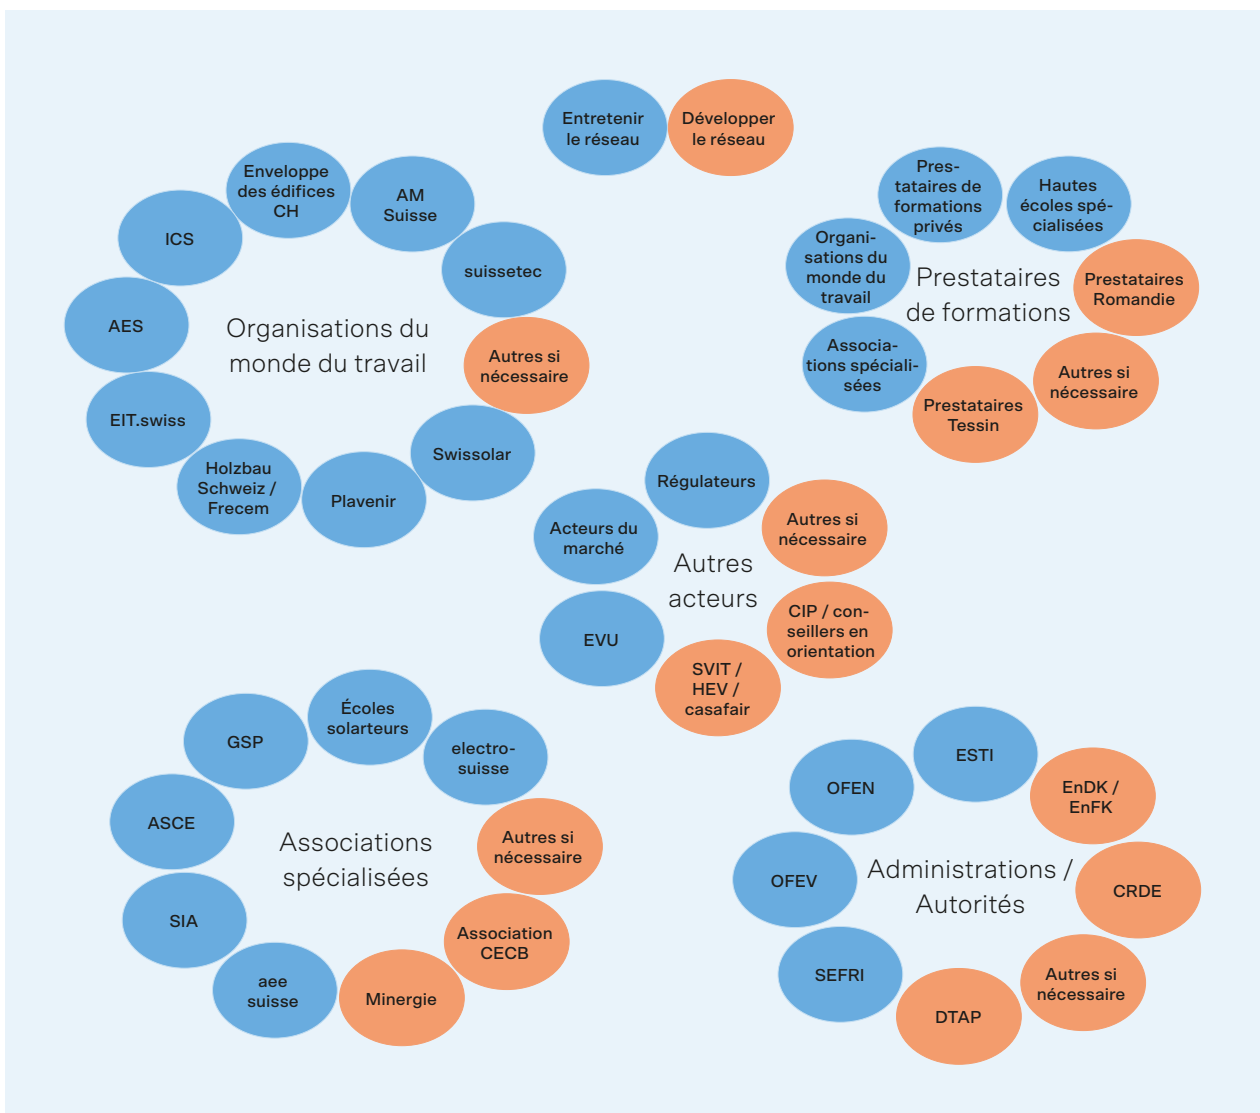 Entretenir
le réseau
Développer
le réseau
Organisations du
monde du travail
Enveloppe
des édifices
CH
AM
Suisse
suissetec
Autres si
nécessaire
Swissolar
Plavenir
Holzbau
Schweiz /
Frecem
EIT.swiss
AES
ICS
Prestataires
de formations
Pres-
tataires de
formations
privés
Hautes
écoles spé-
cialisées
Prestataires
Romandie
Autres si
nécessaire
Prestataires
Tessin
Associa-
tions spéciali-
sées
Organi-
sations du
monde du
travail
Autres
acteurs
Régulateurs
Autres si
nécessaire
CIP / con-
seillers en
orientation
SVIT /
HEV /
casafair
EVU
Acteurs du
marché
Associations
spécialisées
Écoles
solarteurs
electro-
suisse
Autres si
nécessaire
Association
CECB
Minergie
aee
suisse
SIA
ASCE
GSP
Administrations /
Autorités
ESTI
EnDK /
EnFK
CRDE
Autres si
nécessaire
DTAP
SEFRI
OFEV
OFEN